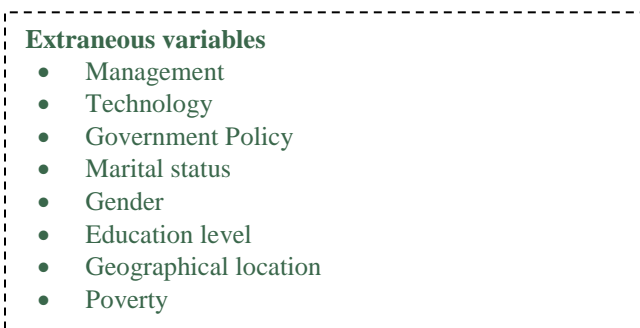 Extraneous variables
• Management
• Technology
• Government Policy
• Marital status
• Gender
• Education level
• Geographical location
• Poverty